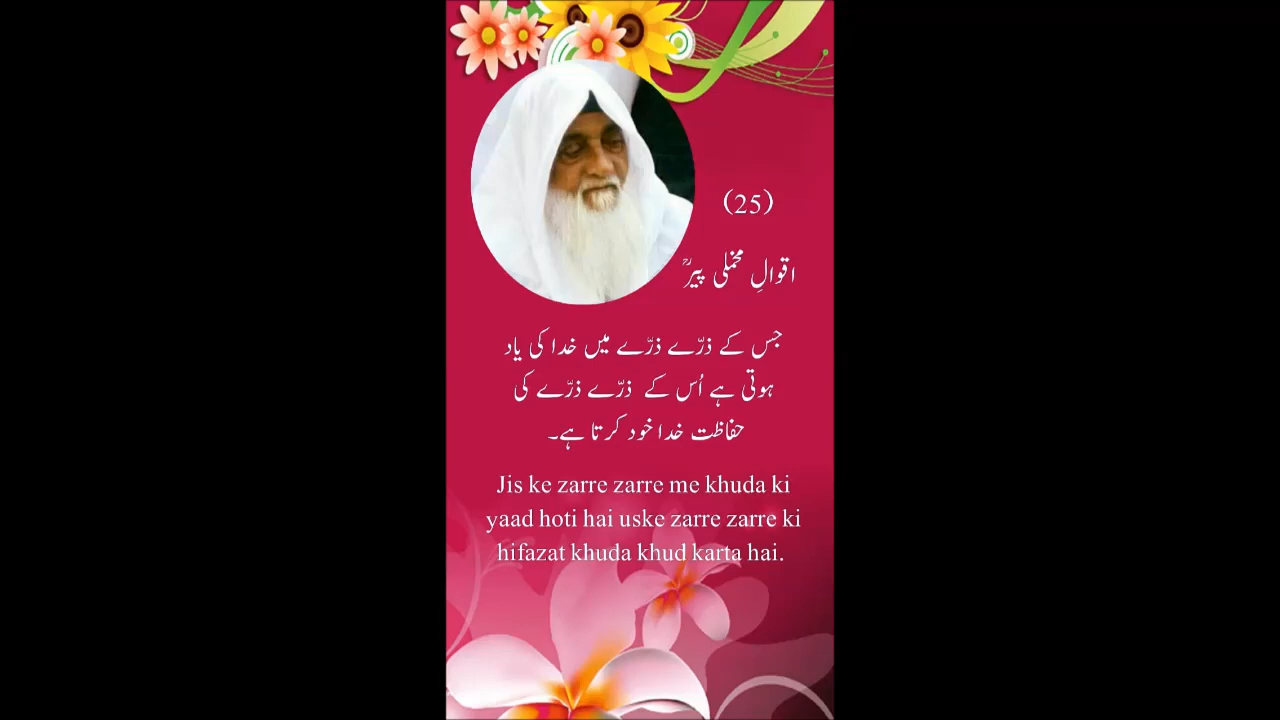 (25)
اقوالِ مخملی پیرؒ
جس کے ذرّے ذرّے میں خدا کی یاد
ہوتی ہے اُس کے ذرّے ذرّے کی
حفاظت خدا خود کرتا ہے۔
Jis ke zarre zarre me khuda ki
yaad hoti hai uske zarre zarre ki
hifazat khuda khud karta hai.